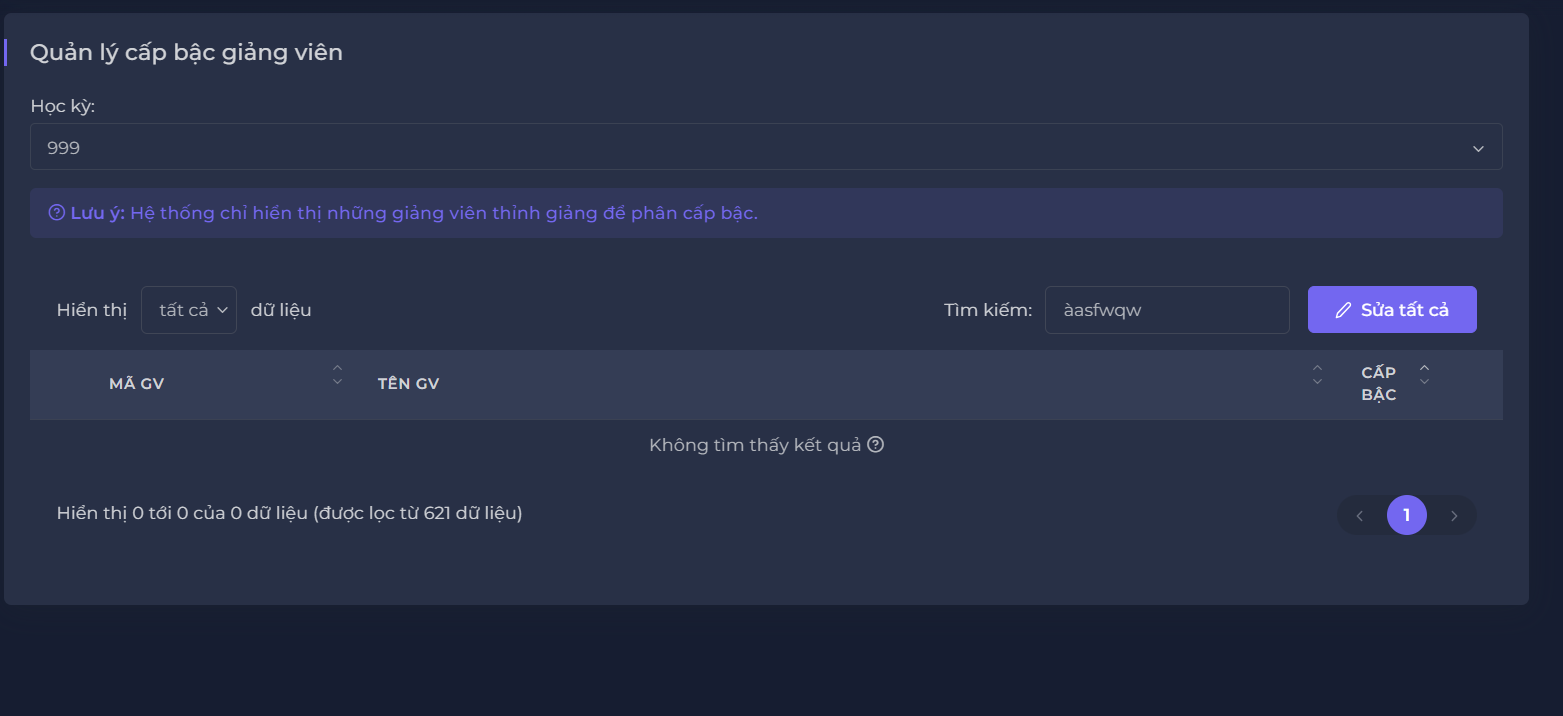 Quản lý cấp bậc giảng viên
Học kỳ:
999
Lưu ý: Hệ thống chỉ hiển thị những giảng viên thỉnh giảng để phân cấp bậc.
Hiển thị tất cả dữ liệu
Tìm kiếm: àasfwqw
Sửa tất cả
MÃ GV
TÊN GV
CẤP
BẬC
Không tìm thấy kết quả
Hiển thị 0 tới 0 của 0 dữ liệu (được lọc từ 621 dữ liệu)
1